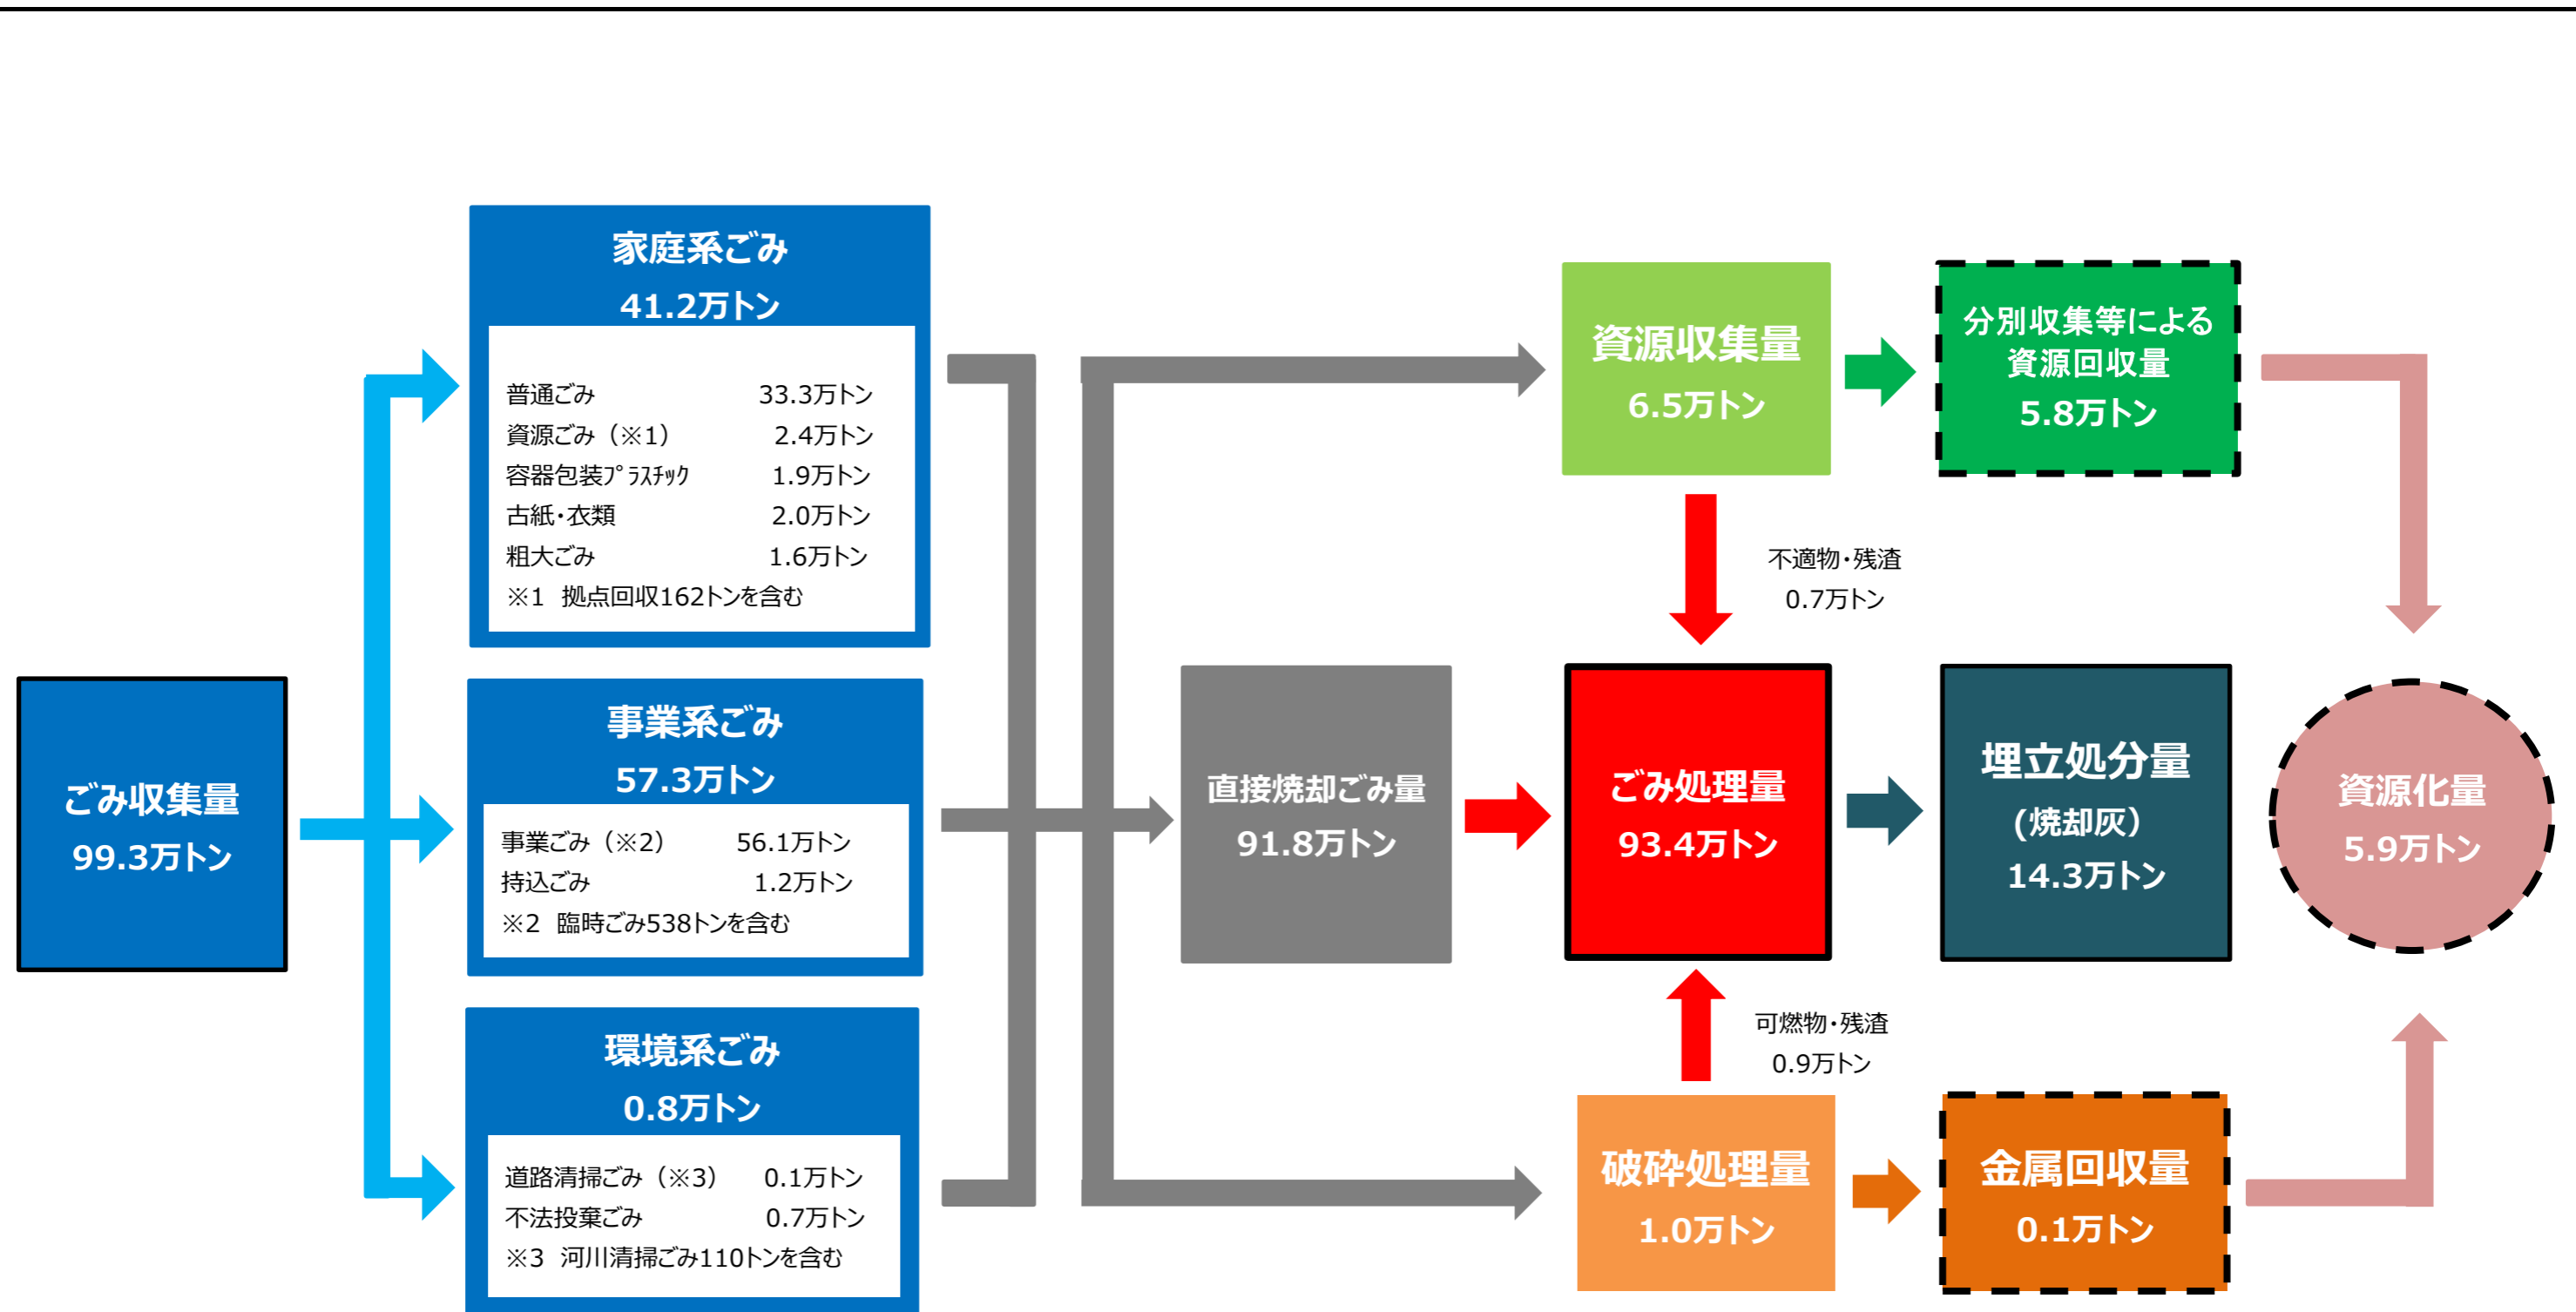 家庭系ごみ
41.2万トン
普通ごみ 33.3万トン
資源ごみ（※1） 2.4万トン
容器包装ﾌﾟﾗｽﾁｯｸ 1.9万トン
古紙・衣類 2.0万トン
粗大ごみ 1.6万トン
※1 拠点回収162トンを含む
ごみ収集量
99.3万トン
事業系ごみ
57.3万トン
事業ごみ（※2） 56.1万トン
持込ごみ 1.2万トン
※2 臨時ごみ538トンを含む
環境系ごみ
0.8万トン
道路清掃ごみ（※3） 0.1万トン
不法投棄ごみ 0.7万トン
※3 河川清掃ごみ110トンを含む
資源収集量
6.5万トン
分別収集等による
資源回収量
5.8万トン
不適物・残渣
0.7万トン
直接焼却ごみ量
91.8万トン
ごみ処理量
93.4万トン
埋立処分量
(焼却灰）
14.3万トン
資源化量
5.9万トン
可燃物・残渣
0.9万トン
破砕処理量
1.0万トン
金属回収量
0.1万トン